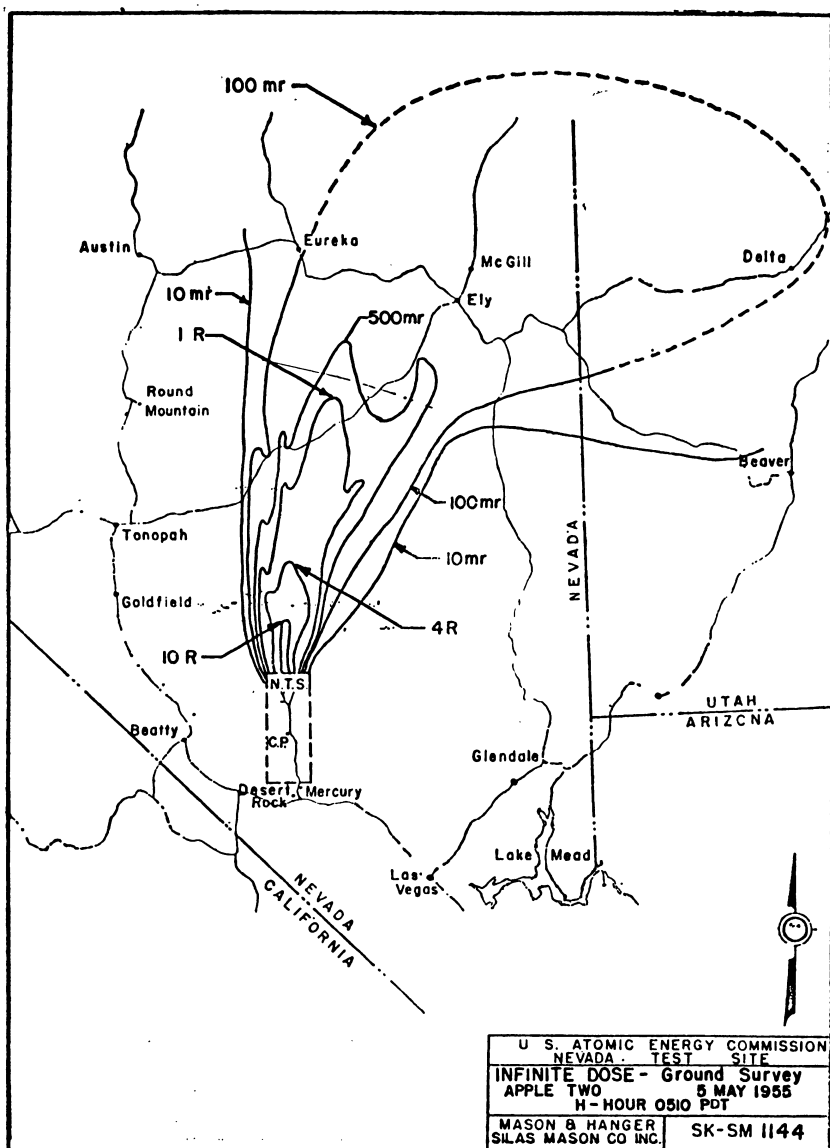 100 mr
Austin
Eureka
McGill
Delta
10 mr
Ely
500mr
1 R
Round
Mountain
Beaver
100mr
Tonopah
10mr
NEVADA
Goldfield
4R
10 R
N.T.S.
UTAH
ARIZONA
Beatty
C.P.
Glendale
Desert
Rock
Mercury
Lake Mead
Las
Vegas
NEVADA
CALIFORNIA
U S. ATOMIC ENERGY COMMISSION
NEVADA TEST SITE
INFINITE DOSE - Ground Survey
APPLE TWO 5 MAY 1955
H-HOUR 0510 PDT
MASON & HANGER
SILAS MASON CO INC.
SK-SM 1144